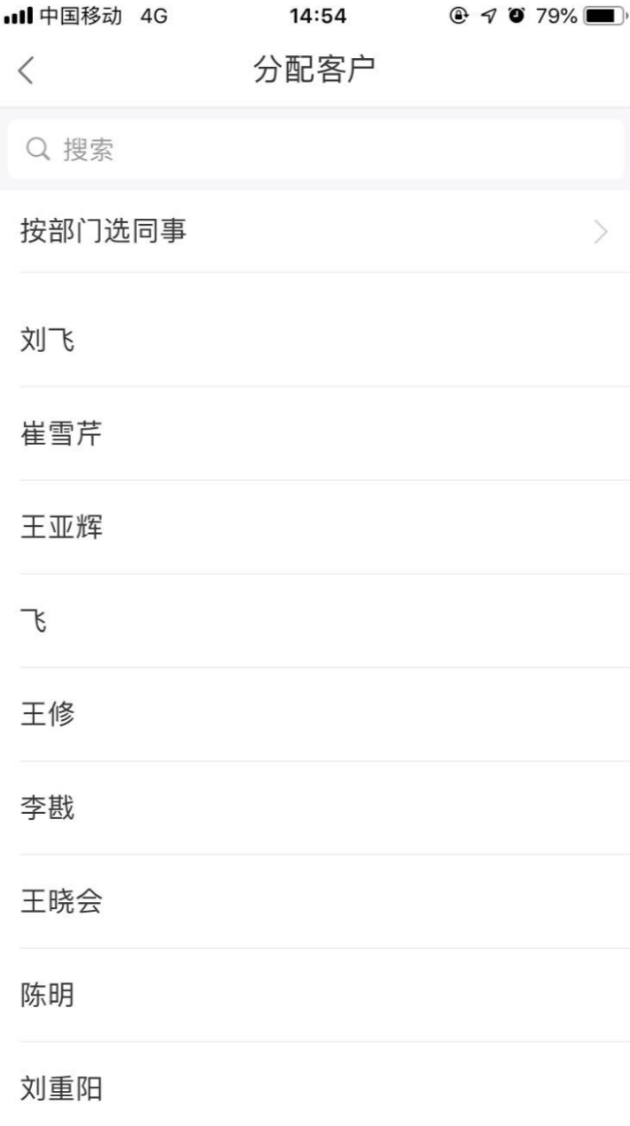 中国移动 4G 14:54 79%
分配客户
搜索
按部门选同事
刘飞
崔雪芹
王亚辉
飞
王修
李戡
王晓会
陈明
刘重阳